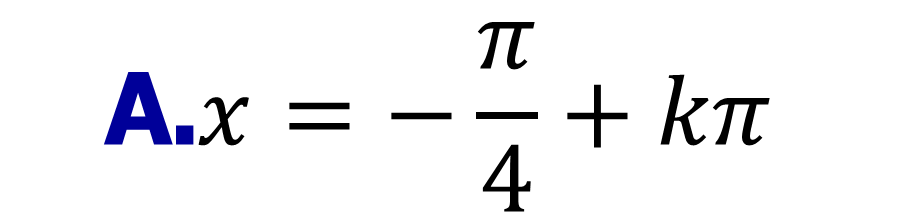 A. x = −π/4 + kπ